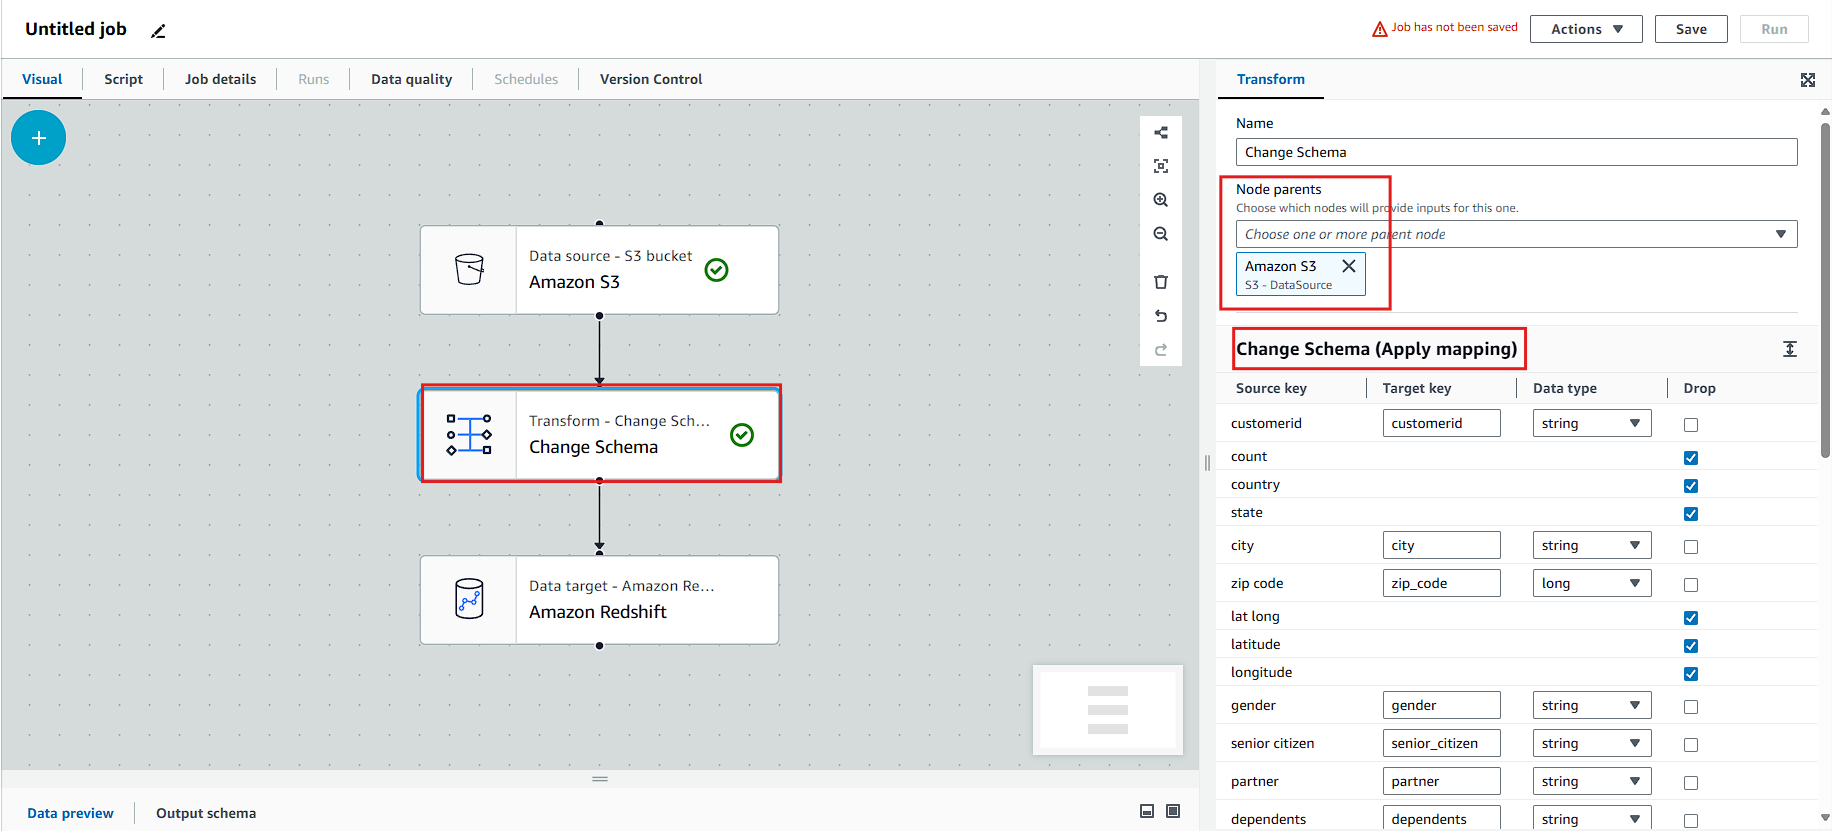 Untitled job
Job has not been saved
Actions
Save
Run
Visual
Script
Job details
Runs
Data quality
Schedules
Version Control
Data source - S3 bucket
Amazon S3
Transform - Change Sch...
Change Schema
Data target - Amazon Re...
Amazon Redshift
Data preview
Output schema
Transform
Name
Change Schema
Node parents
Choose which nodes will provide inputs for this one.
Choose one or more parent node
Amazon S3
S3 - DataSource
Change Schema (Apply mapping)
Source key Target key Data type Drop
customerid customerid string
count
country
state
city city string
zip code zip_code long
lat long
latitude
longitude
gender gender string
senior citizen senior_citizen string
partner partner string
dependents dependents string